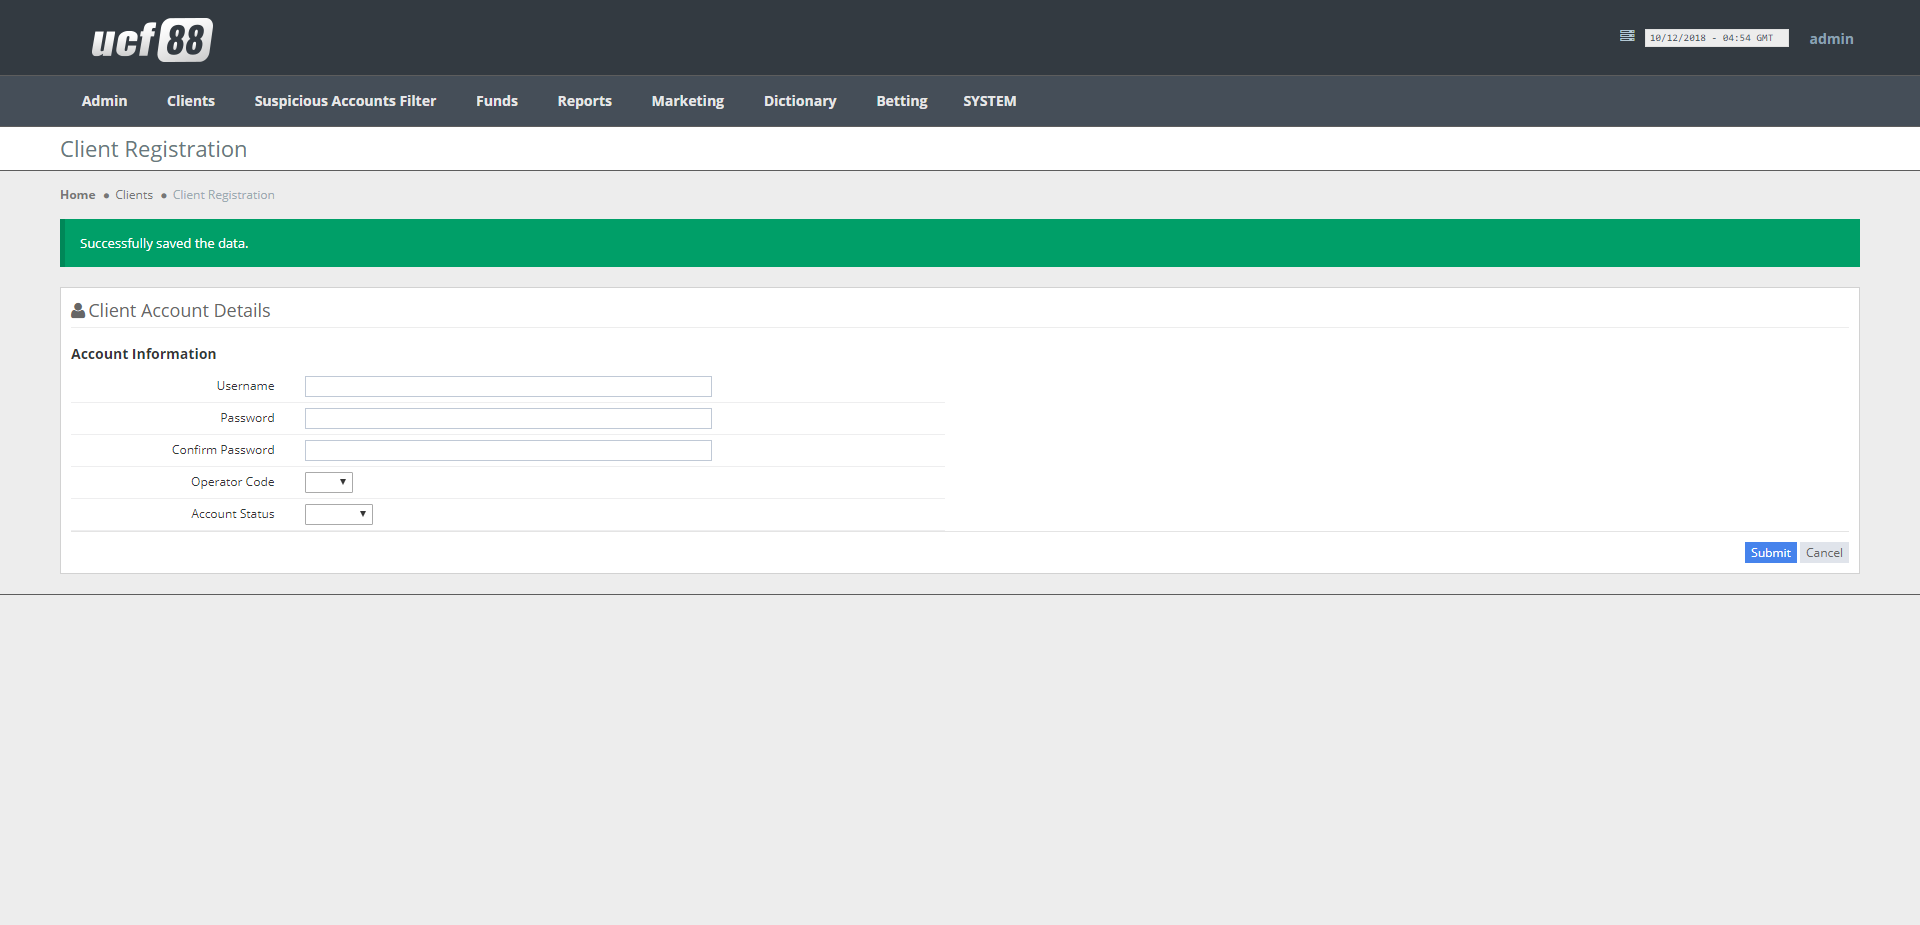 ucf 88
10/12/2018 - 04:54 GMT
admin
Admin Clients Suspicious Accounts Filter Funds Reports Marketing Dictionary Betting SYSTEM
Client Registration
Home • Clients • Client Registration
Successfully saved the data.
Client Account Details
Account Information
Username
Password
Confirm Password
Operator Code
Account Status
Submit Cancel